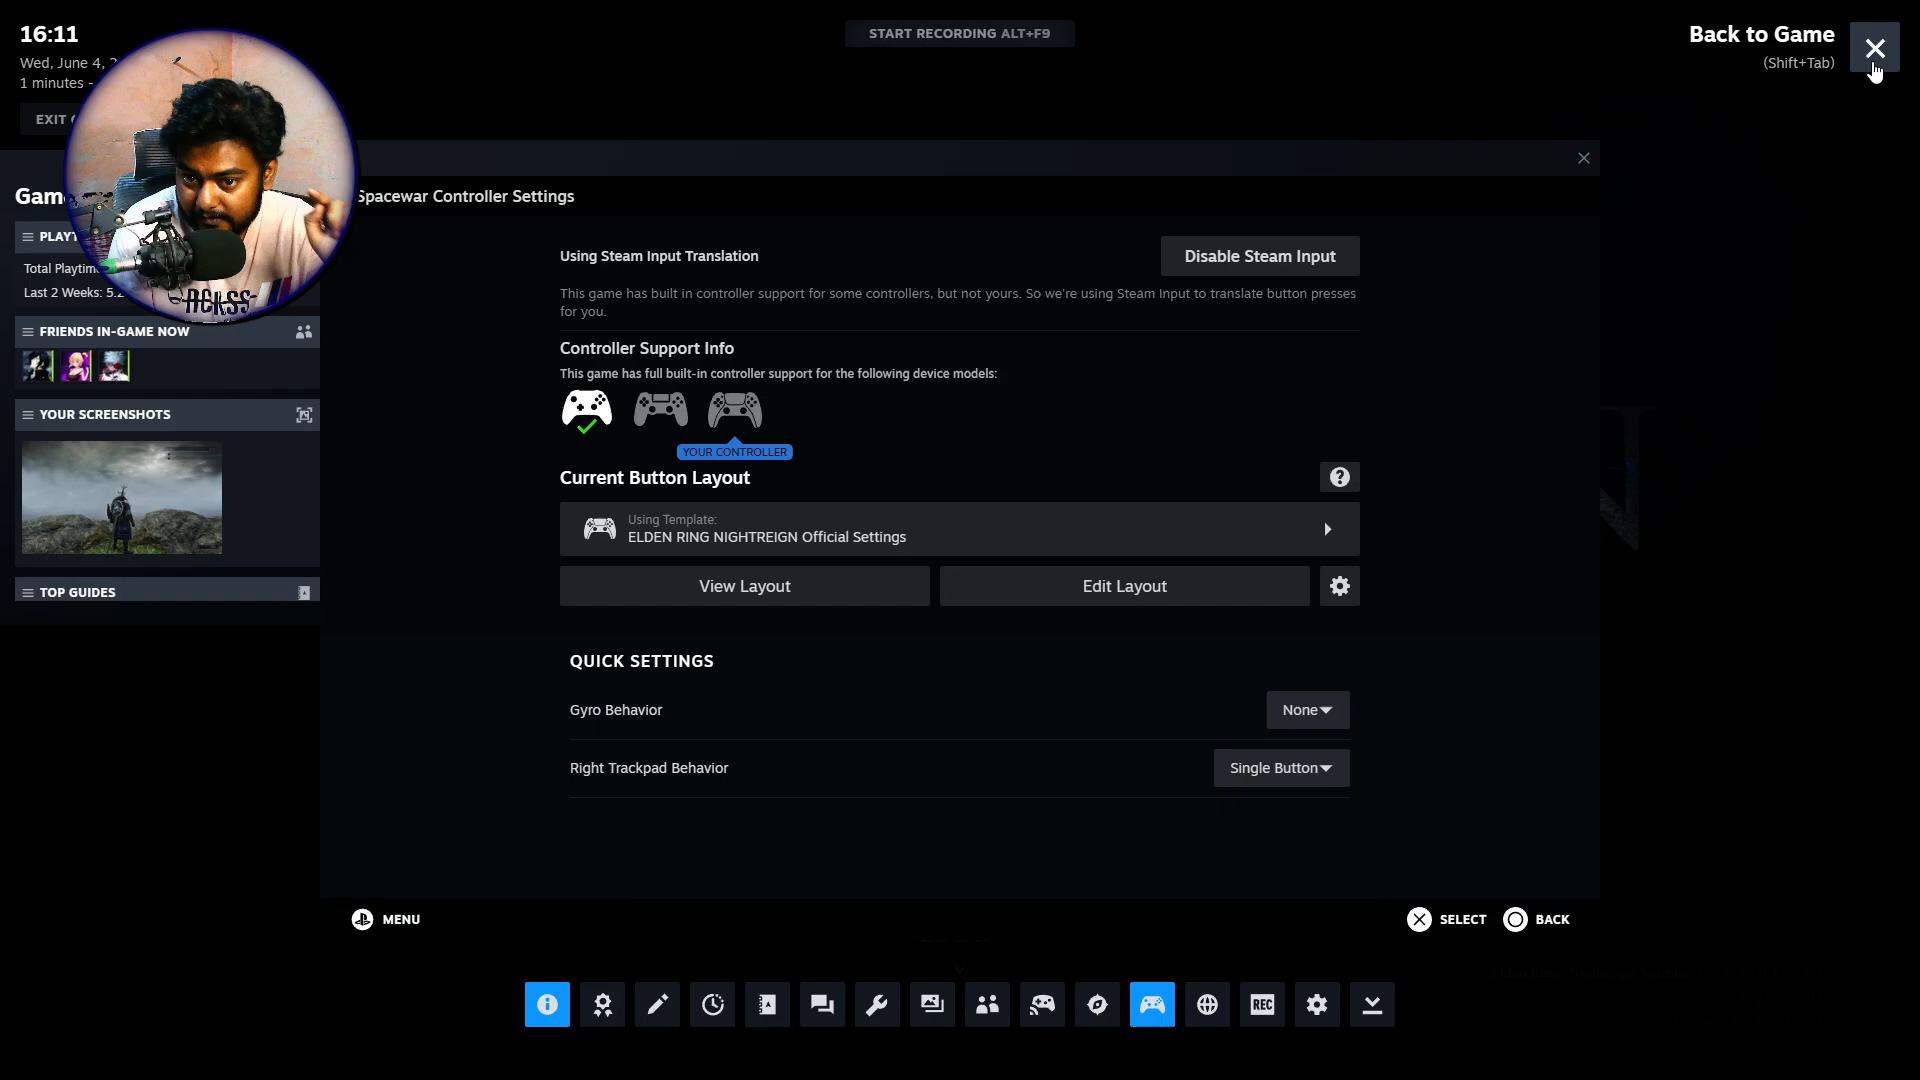 16:11
START RECORDING ALT+F9
Back to Game
(Shift+Tab)
Wed, June 4,
1 minutes -
EXIT
Spacewar Controller Settings
Using Steam Input Translation
Disable Steam Input
This game has built in controller support for some controllers, but not yours. So we're using Steam Input to translate button presses
for you.
Total Playtime
Last 2 Weeks: 5.2
FRIENDS IN-GAME NOW
Controller Support Info
This game has full built-in controller support for the following device models:
YOUR SCREENSHOTS
YOUR CONTROLLER
Current Button Layout
Using Template:
ELDEN RING NIGHTREIGN Official Settings
TOP GUIDES
View Layout
Edit Layout
QUICK SETTINGS
Gyro Behavior
None
Right Trackpad Behavior
Single Button
MENU
SELECT
BACK
REC